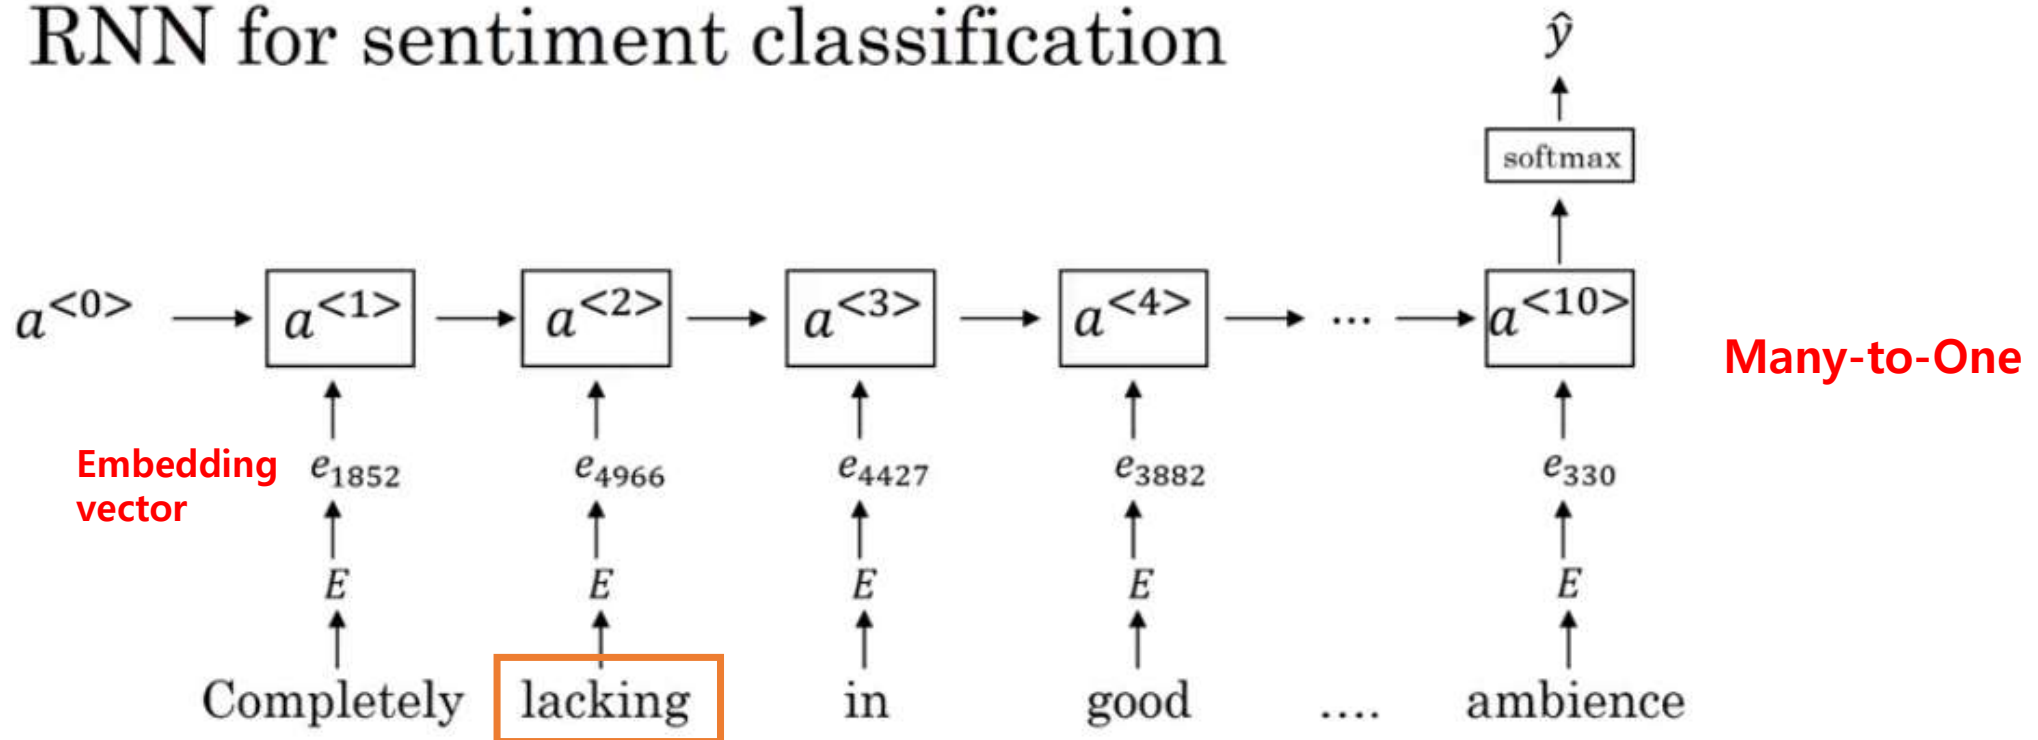 RNN for sentiment classification
ŷ
softmax
a<0> a<1> a<2> a<3> a<4> ... a<10>
Many-to-One
Embedding
vector
e1852 e4966 e4427 e3882 e330
E E E E E
Completely lacking in good .... ambience